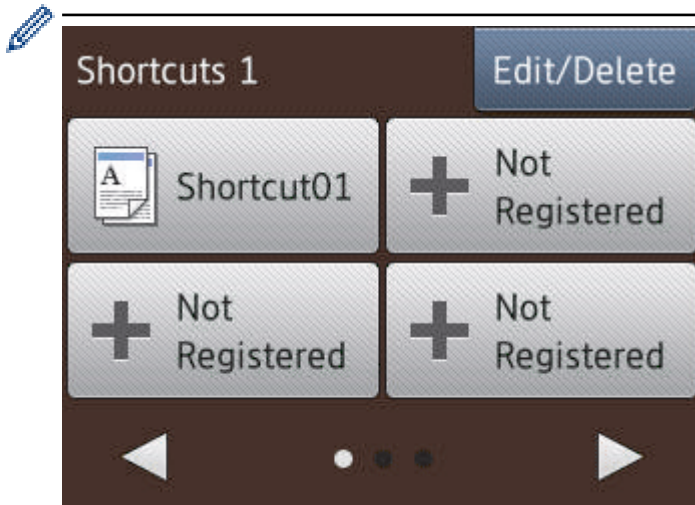 Shortcuts 1
Edit/Delete
A
Shortcut01
Not
Registered
Not
Registered
Not
Registered